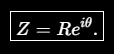 Z = Re^{iθ}.